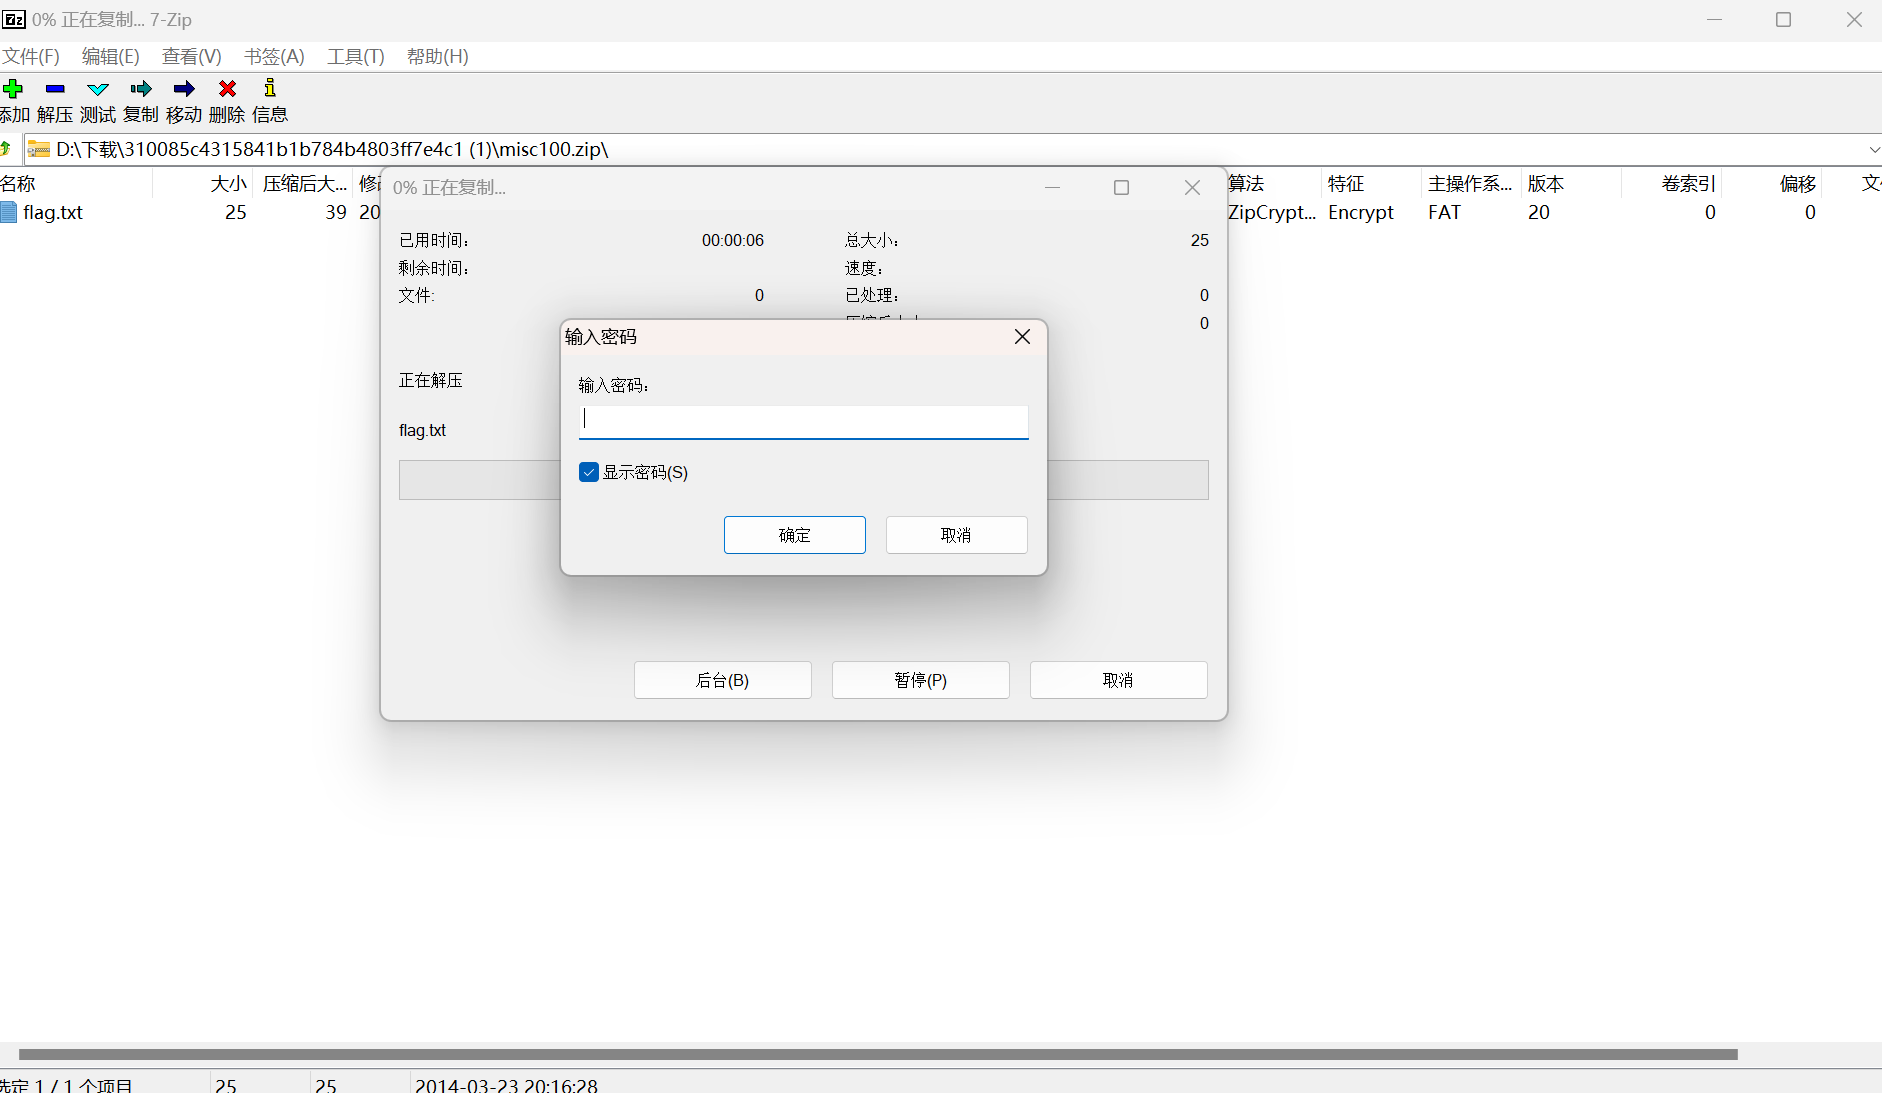 0% 正在复制... 7-Zip
文件(F) 编辑(E) 查看(V) 书签(A) 工具(T) 帮助(H)
添加 解压 测试 复制 移动 删除 信息
D:\下载\310085c4315841b1b784b4803ff7e4c1 (1)\misc100.zip\
名称 大小 压缩后大... 修改 算法 特征 主操作系... 版本 卷索引 偏移 文
flag.txt 25 39 20 ZipCrypt... Encrypt FAT 20 0 0
0% 正在复制...
已用时间: 00:00:06 总大小: 25
剩余时间: 速度:
文件: 0 已处理: 0
压缩后大小 0
输入密码
输入密码:
正在解压
flag.txt
显示密码(S)
确定 取消
后台(B) 暂停(P) 取消
选定 1 / 1 个项目 25 25 2014-03-23 20:16:28